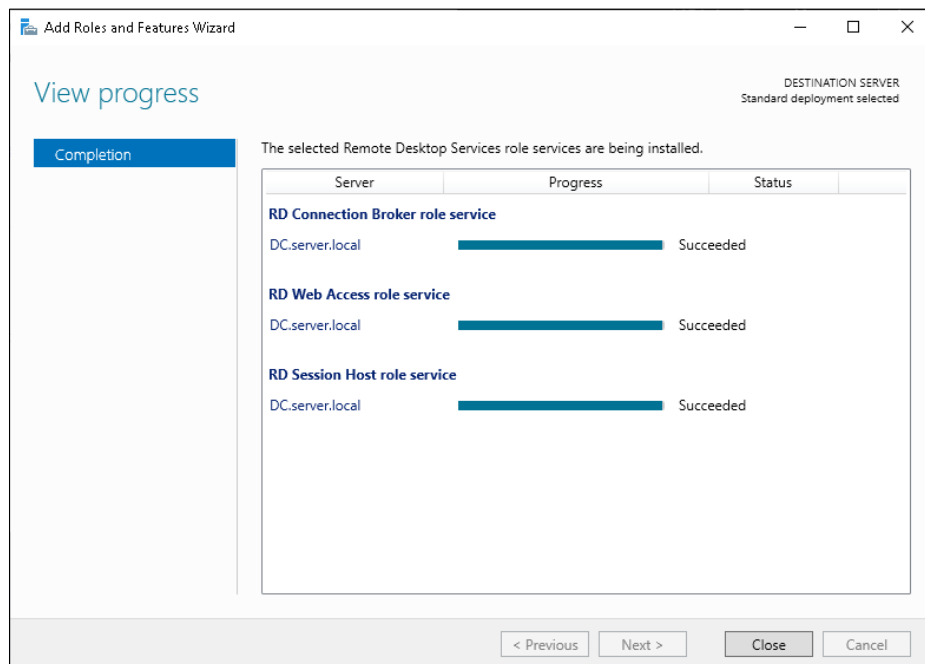 Add Roles and Features Wizard
View progress
DESTINATION SERVER
Standard deployment selected
Completion
The selected Remote Desktop Services role services are being installed.
Server Progress Status
RD Connection Broker role service
DC.server.local Succeeded
RD Web Access role service
DC.server.local Succeeded
RD Session Host role service
DC.server.local Succeeded
< Previous Next > Close Cancel